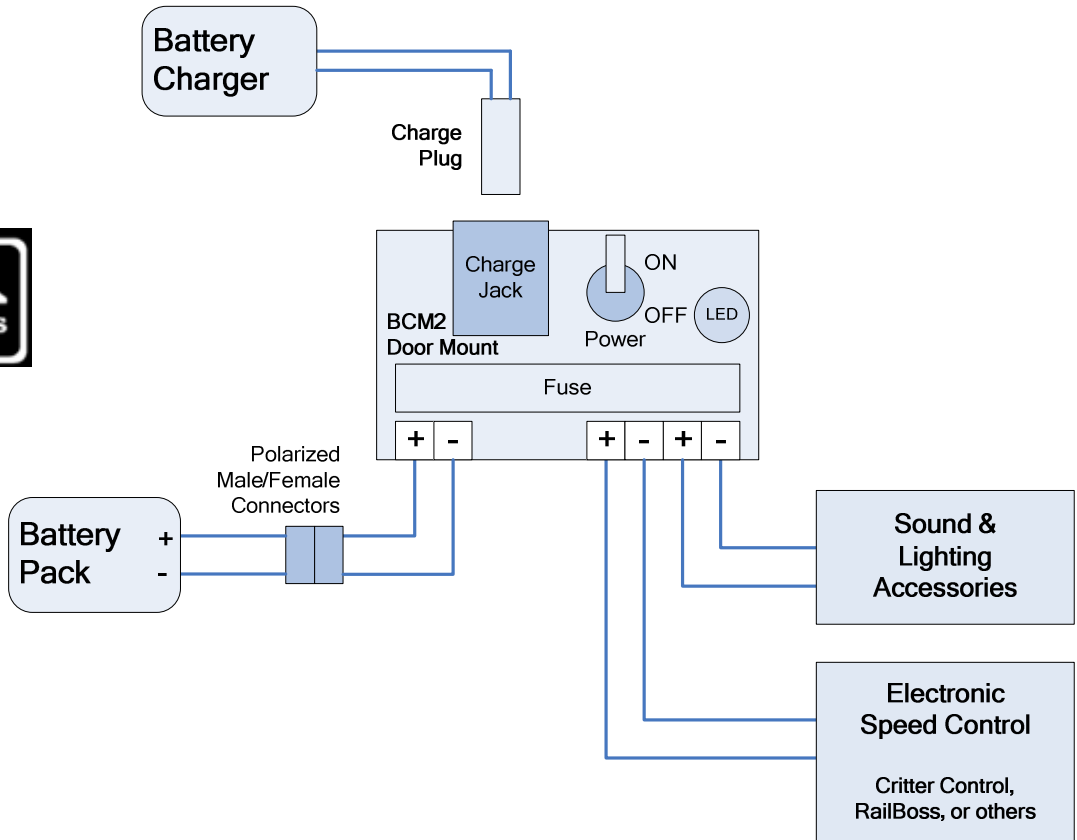 Battery
Charger
Charge
Plug
Charge
Jack
ON
OFF
LED
Power
BCM2
Door Mount
Fuse
+ -
+ - + -
Polarized
Male/Female
Connectors
Battery +
Pack -
Sound &
Lighting
Accessories
Electronic
Speed Control
Critter Control,
RailBoss, or others